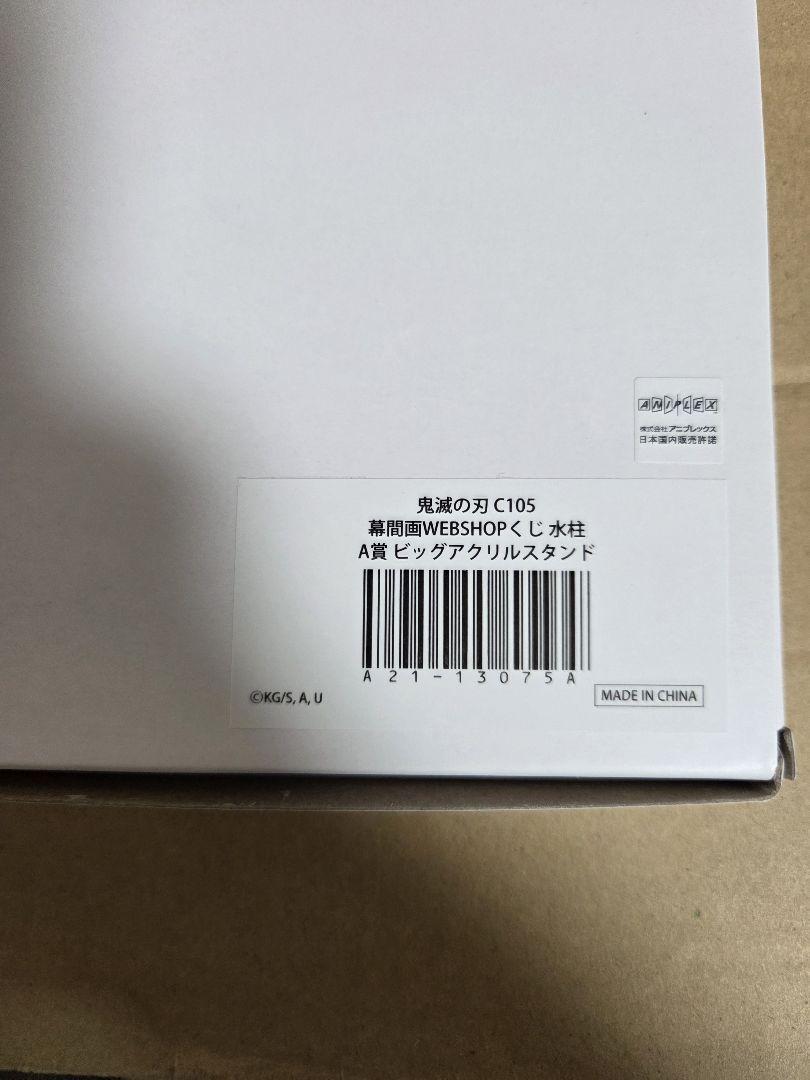 ANIPLEX
株式会社アニプレックス
日本国内販売許諾
鬼滅の刃 C105
幕間画WEBSHOPくじ 水柱
A賞 ビッグアクリルスタンド
A21-13075A
©KG/S, A, U
MADE IN CHINA